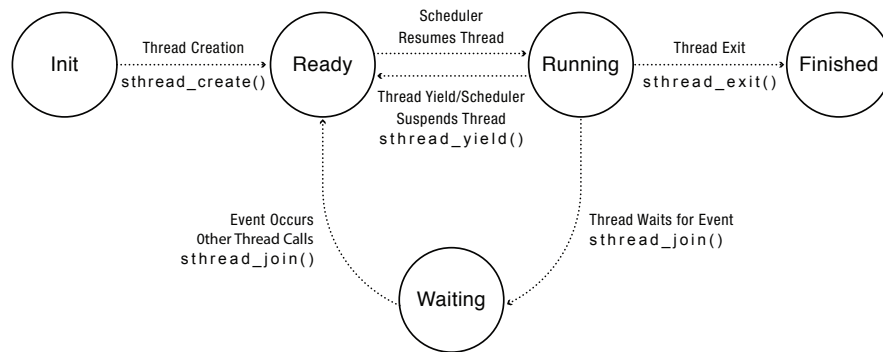 Init
Thread Creation
sthread_create()
Ready
Scheduler
Resumes Thread
Thread Yield/Scheduler
Suspends Thread
sthread_yield()
Running
Thread Exit
sthread_exit()
Finished
Event Occurs
0ther Thread Calls
sthread_join()
Thread Waits for Event
sthread_join()
Waiting